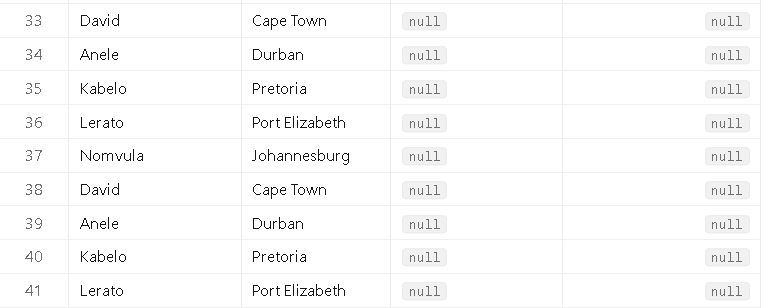 33 David Cape Town null null
34 Anele Durban null null
35 Kabelo Pretoria null null
36 Lerato Port Elizabeth null null
37 Nomvula Johannesburg null null
38 David Cape Town null null
39 Anele Durban null null
40 Kabelo Pretoria null null
41 Lerato Port Elizabeth null null